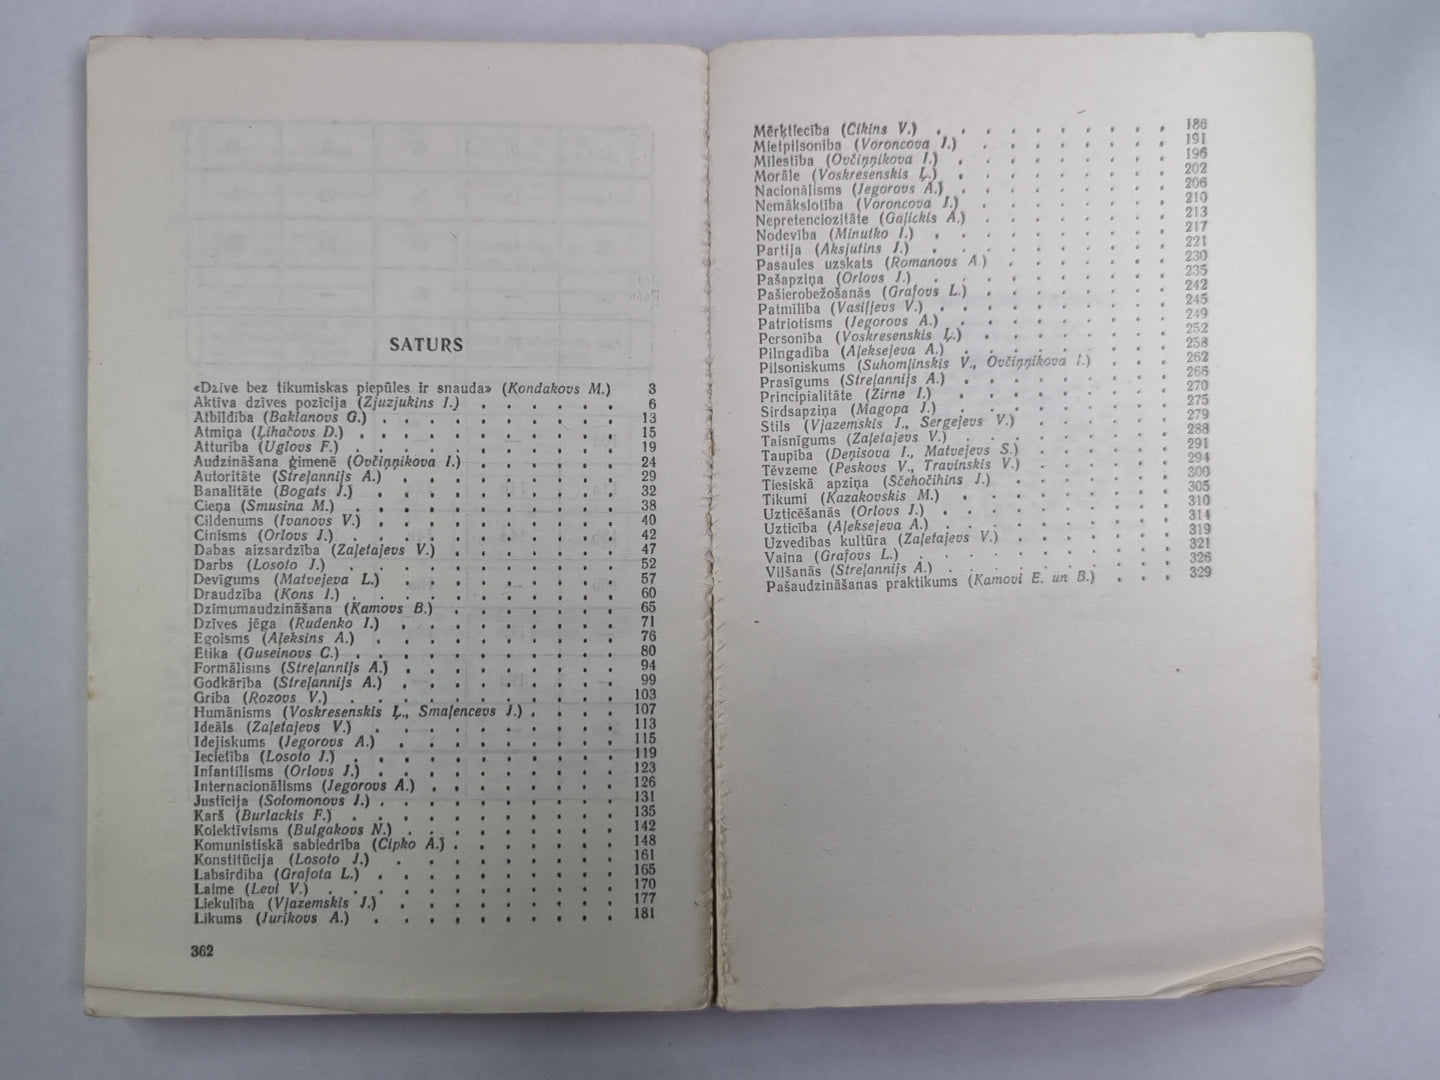 SATURS
«Dzīve bez tikumiskas piepūles ir snauda» (Kondakovs M.) 3
Aktīva dzīves pozīcija (Zjuzjukins I.) . . . . . . 6
Atbildība (Baklanovs G.) . . . . . . . . . . 13
Atmiņa (Ļihačovs D.) . . . . . . . . . . . 15
Atturība (Uglovs F.) . . . . . . . . . . . 19
Audzināšana ģimenē (Ovčiņņikova I.) . . . . . . 24
Autoritāte (Streļannijs A.) . . . . . . . . . 29
Banalitāte (Bogats J.) . . . . . . . . . . 32
Cieņa (Smusina M.) . . . . . . . . . . . 38
Cildenums (Ivanovs V.) . . . . . . . . . . 40
Cinisms (Orlovs J.) . . . . . . . . . . . 42
Dabas aizsardzība (Zaļetajevs V.) . . . . . . . 47
Darbs (Losoto J.) . . . . . . . . . . . 52
Devīgums (Matvejeva L.) . . . . . . . . . 57
Draudzība (Kons I.) . . . . . . . . . . . 60
Dzimumaudzināšana (Kamovs B.) . . . . . . . 65
Dzīves jēga (Rudenko I.) . . . . . . . . . 71
Egoisms (Aļeksins A.) . . . . . . . . . . 76
Ētika (Guseinovs C.) . . . . . . . . . . . 80
Formālisms (Streļannijs A.) . . . . . . . . . 94
Godkārība (Streļannijs A.) . . . . . . . . . 99
Griba (Rozovs V.) . . . . . . . . . . . 103
Humānisms (Voskresenskis Ļ., Smaļencevs J.) . . . . 107
Ideāls (Zaļetajevs V.) . . . . . . . . . . 113
Idejiskums (Jegorovs A.) . . . . . . . . . 115
Iecietība (Losoto J.) . . . . . . . . . . . 119
Infantilisms (Orlovs J.) . . . . . . . . . . 123
Internacionālisms (Jegorovs A.) . . . . . . . . 126
Justīcija (Solomonovs J.) . . . . . . . . . . 131
Karš (Burlackis F.) . . . . . . . . . . . 135
Kolektīvisms (Bulgakovs N.) . . . . . . . . . 142
Komunistiskā sabiedrība (Cipko A.) . . . . . . . 148
Konstitūcija (Losoto J.) . . . . . . . . . 161
Labsirdība (Grafota L.) . . . . . . . . . . 165
Laime (Levi V.) . . . . . . . . . . . . 170
Liekulība (Vjazemskis J.) . . . . . . . . . 177
Likums (Jurikovs A.) . . . . . . . . . . 181
362
Mērķtiecība (Čikins V.) . . . . . . . . . . 186
Mietpilsonība (Voroncova I.) . . . . . . . . 191
Mīlestība (Ovčiņņikova I.) . . . . . . . . . 196
Morāle (Voskresenskis Ļ.) . . . . . . . . . 202
Nacionālisms (Jegorovs A.) . . . . . . . . . 206
Nemākslotība (Voroncova I.) . . . . . . . . 210
Nepretenciozitāte (Gaļickis A.) . . . . . . . . 213
Nodevība (Minutko I.) . . . . . . . . . . 217
Partija (Aksjutins J.) . . . . . . . . . . 221
Pasaules uzskats (Romanovs A.) . . . . . . . 230
Pašapziņa (Orlovs J.) . . . . . . . . . . 235
Pašierobežošanās (Grafovs L.) . . . . . . . . 242
Patmīlība (Vasiļjevs V.) . . . . . . . . . . 245
Patriotisms (Jegorovs A.) . . . . . . . . . 249
Personība (Voskresenskis Ļ.) . . . . . . . . 252
Pilngadība (Aļeksejeva A.) . . . . . . . . . 258
Pilsoniskums (Suhomļinskis V., Ovčiņņikova I.) . . . 262
Prasīgums (Streļannijs A.) . . . . . . . . . 266
Principialitāte (Zirne I.) . . . . . . . . . 270
Sirdsapziņa (Magopa J.) . . . . . . . . . 275
Stils (Vjazemskis J., Sergejevs V.) . . . . . . 279
Taisnīgums (Zaļetajevs V.) . . . . . . . . . 288
Taupība (Deņisova I., Matvejevs S.) . . . . . . 291
Tēvzeme (Peskovs V., Travinskis V.) . . . . . . 294
Tiesiskā apziņa (Sčehočihins J.) . . . . . . . 300
Tikumi (Kazakovskis M.) . . . . . . . . . 305
Uzticēšanās (Orlovs J.) . . . . . . . . . . 310
Uzticība (Aļeksejeva A.) . . . . . . . . . . 314
Uzvedības kultūra (Zaļetajevs V.) . . . . . . . 319
Vaina (Grafovs L.) . . . . . . . . . . . 321
Vilšanās (Streļannijs A.) . . . . . . . . . . 326
Pašaudzināšanas praktikums (Kamovi E. un B.) . . . 329